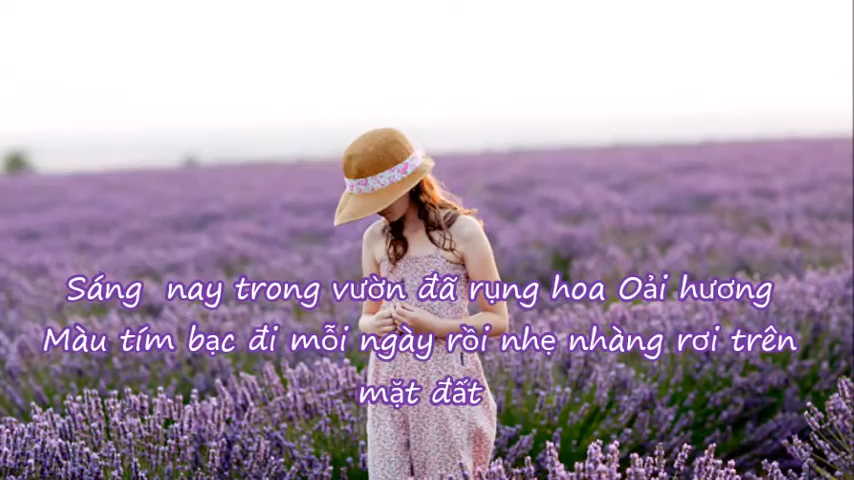 Sáng nay trong vườn đã rụng hoa Oải hương
Màu tím bạc đi mỗi ngày rồi nhẹ nhàng rơi trên
mặt đất